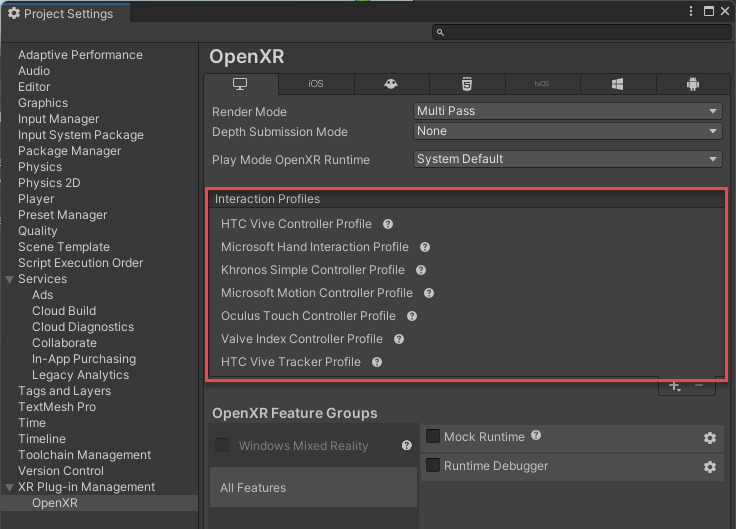 Project Settings
Adaptive Performance
Audio
Editor
Graphics
Input Manager
Input System Package
Package Manager
Physics
Physics 2D
Player
Preset Manager
Quality
Scene Template
Script Execution Order
Services
Ads
Cloud Build
Cloud Diagnostics
Collaborate
In-App Purchasing
Legacy Analytics
Tags and Layers
TextMesh Pro
Time
Timeline
Toolchain Management
Version Control
XR Plug-in Management
OpenXR
OpenXR
iOS
tvOS
Render Mode Multi Pass
Depth Submission Mode None
Play Mode OpenXR Runtime System Default
Interaction Profiles
HTC Vive Controller Profile
Microsoft Hand Interaction Profile
Khronos Simple Controller Profile
Microsoft Motion Controller Profile
Oculus Touch Controller Profile
Valve Index Controller Profile
HTC Vive Tracker Profile
OpenXR Feature Groups
Windows Mixed Reality
All Features
Mock Runtime
Runtime Debugger